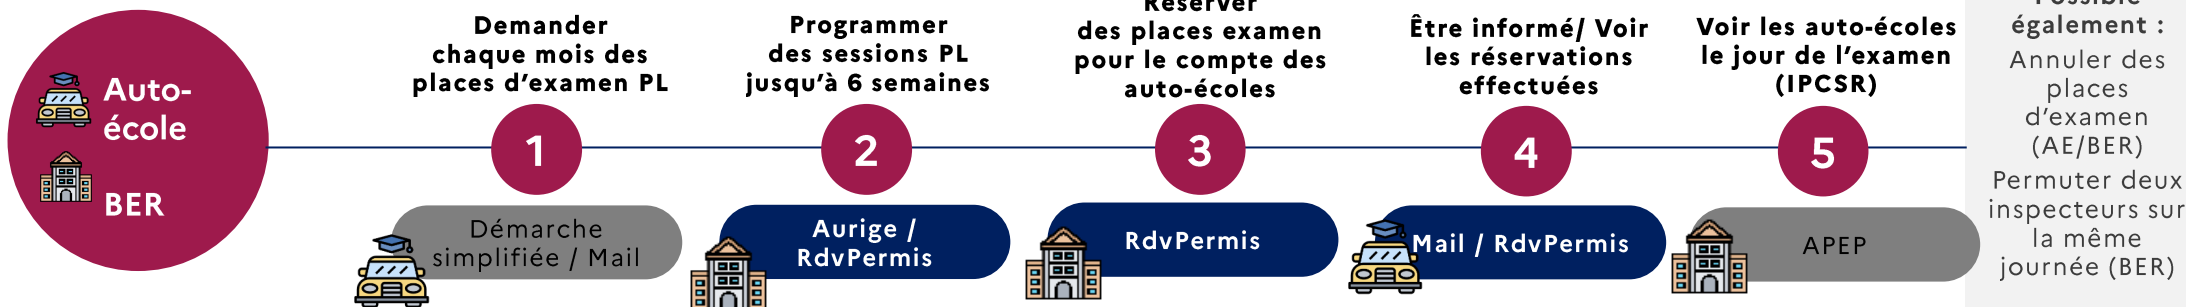 Auto-
école
BER
Demander
chaque mois des
places d’examen PL
1
Démarche
simplifiée / Mail
Programmer
des sessions PL
jusqu’à 6 semaines
2
Aurige /
RdvPermis
Réserver
des places examen
pour le compte des
auto-écoles
3
RdvPermis
Être informé/ Voir
les réservations
effectuées
4
Mail / RdvPermis
Voir les auto-écoles
le jour de l’examen
(IPCSR)
5
APEP
Possible
également :
Annuler des
places
d’examen
(AE/BER)
Permuter deux
inspecteurs sur
la même
journée (BER)